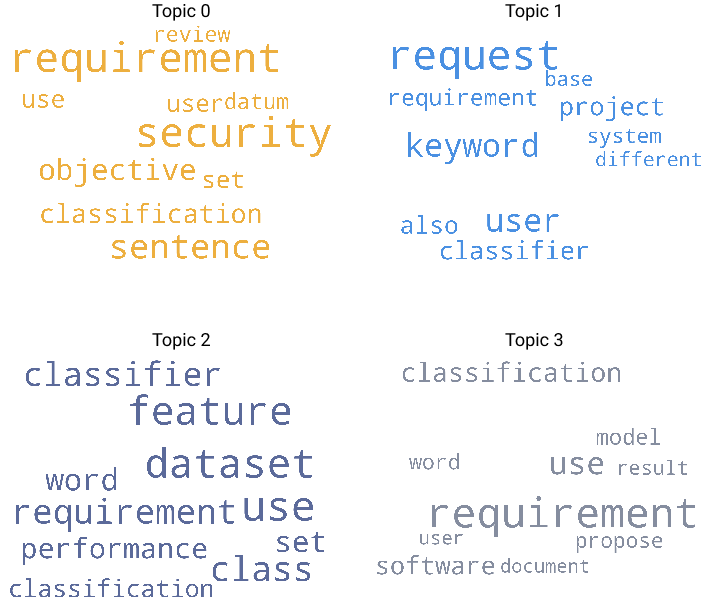 Topic 0
review
requirement
use
user datum
security
objective set
classification
sentence
Topic 1
request
base
requirement project
system
keyword
different
also user
classifier
Topic 2
classifier
feature
dataset
word
requirement use
performance set
class
classification
Topic 3
classification
model
word use result
requirement
user propose
software document